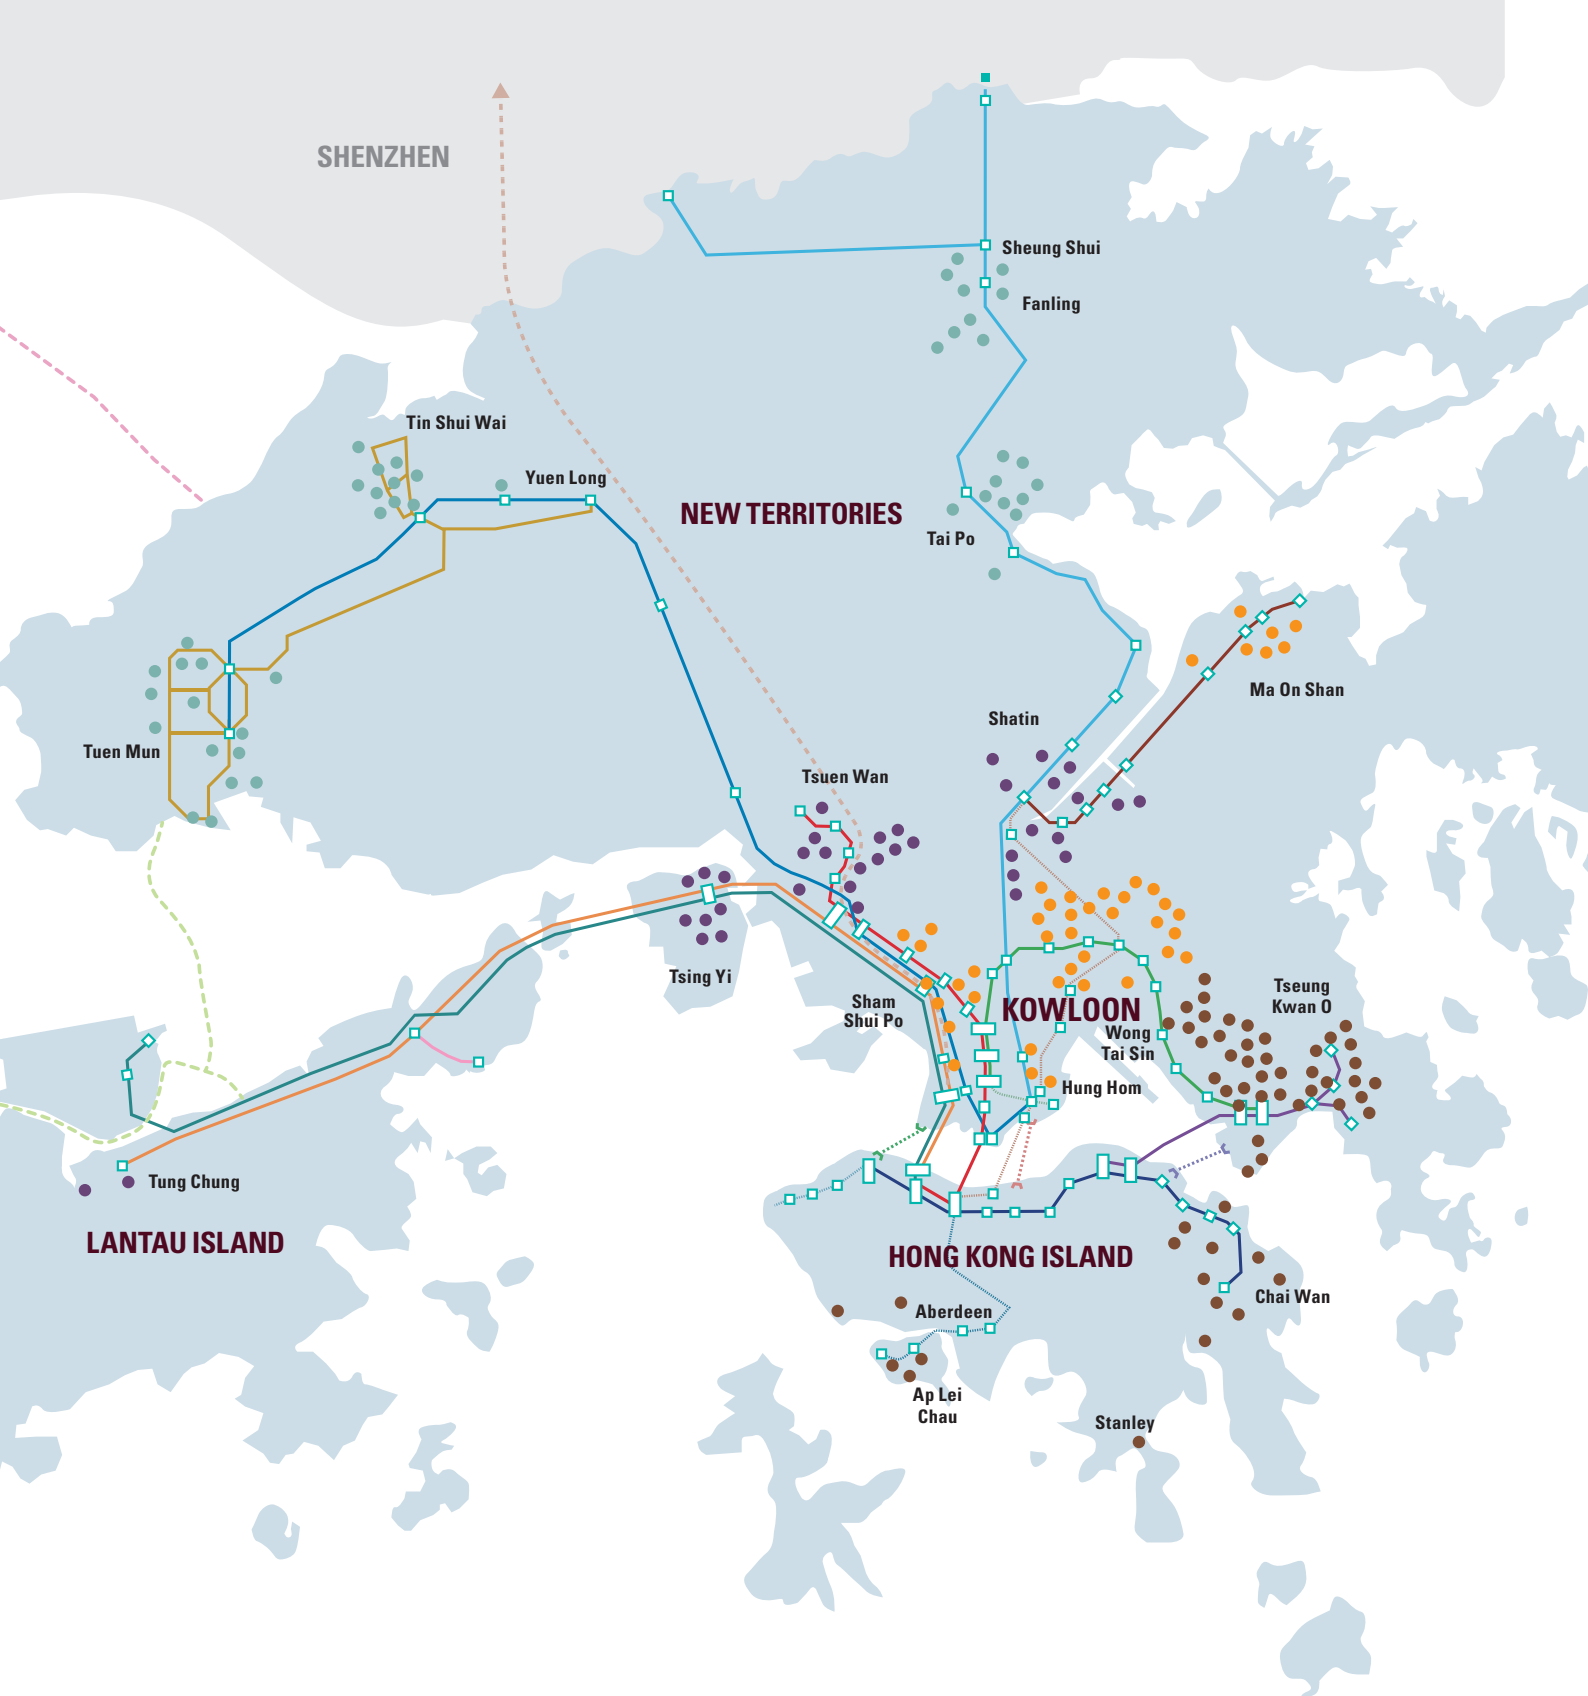 SHENZHEN
Sheung Shui
Fanling
Tin Shui Wai
Yuen Long
NEW TERRITORIES
Tai Po
Ma On Shan
Shatin
Tuen Mun
Tsuen Wan
Tsing Yi
Sham
Shui Po
KOWLOON
Tseung
Kwan O
Wong
Tai Sin
Hung Hom
Tung Chung
LANTAU ISLAND
HONG KONG ISLAND
Chai Wan
Aberdeen
Ap Lei
Chau
Stanley